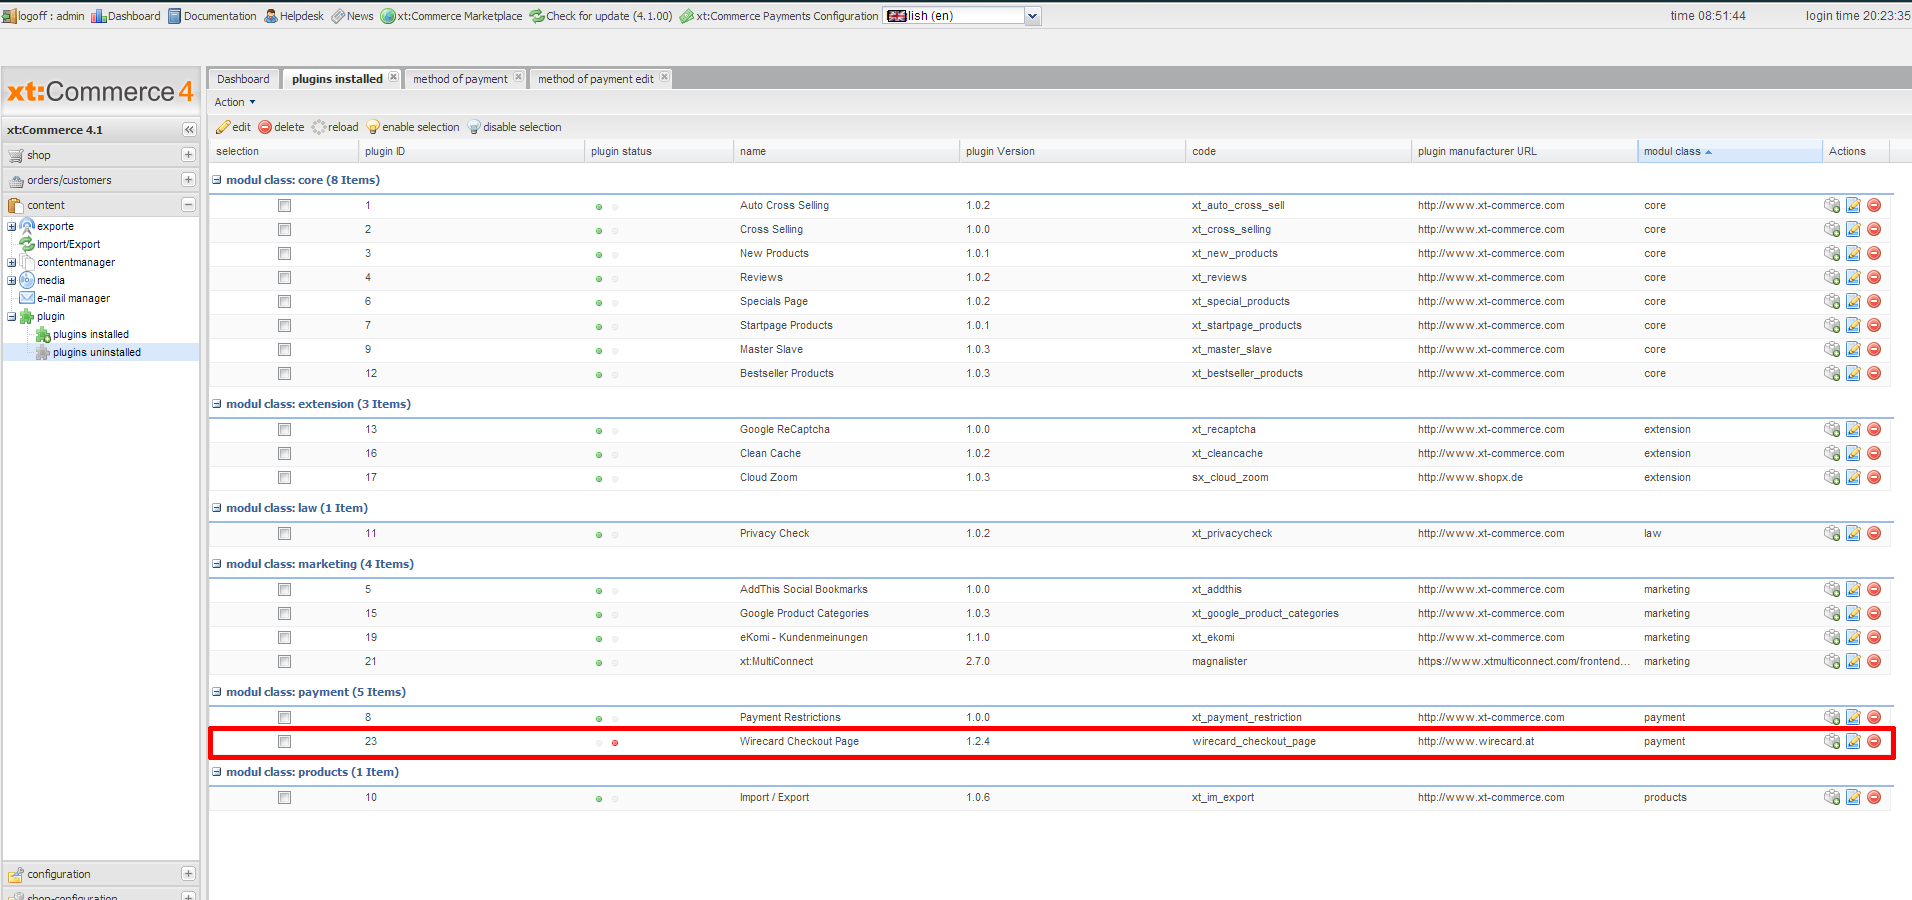 logoff : admin Dashboard Documentation Helpdesk News xt:Commerce Marketplace Check for update (4.1.00) xt:Commerce Payments Configuration lish (en) time 08:51:44 login time 20:23:35
xt:Commerce 4
Dashboard plugins installed method of payment method of payment edit
Action
xt:Commerce 4.1
edit delete reload enable selection disable selection
selection plugin ID plugin status name plugin Version code plugin manufacturer URL modul class Actions
shop
orders/customers
content
exporte
Import/Export
contentmanager
media
e-mail manager
plugin
plugins installed
plugins uninstalled
configuration
shop-configuration
modul class: core (8 Items)
1 Auto Cross Selling 1.0.2 xt_auto_cross_sell http://www.xt-commerce.com core
2 Cross Selling 1.0.0 xt_cross_selling http://www.xt-commerce.com core
3 New Products 1.0.1 xt_new_products http://www.xt-commerce.com core
4 Reviews 1.0.2 xt_reviews http://www.xt-commerce.com core
6 Specials Page 1.0.2 xt_special_products http://www.xt-commerce.com core
7 Startpage Products 1.0.1 xt_startpage_products http://www.xt-commerce.com core
9 Master Slave 1.0.3 xt_master_slave http://www.xt-commerce.com core
12 Bestseller Products 1.0.3 xt_bestseller_products http://www.xt-commerce.com core
modul class: extension (3 Items)
13 Google ReCaptcha 1.0.0 xt_recaptcha http://www.xt-commerce.com extension
16 Clean Cache 1.0.2 xt_cleancache http://www.xt-commerce.com extension
17 Cloud Zoom 1.0.3 sx_cloud_zoom http://www.shopx.de extension
modul class: law (1 Item)
11 Privacy Check 1.0.2 xt_privacycheck http://www.xt-commerce.com law
modul class: marketing (4 Items)
5 AddThis Social Bookmarks 1.0.0 xt_addthis http://www.xt-commerce.com marketing
15 Google Product Categories 1.0.3 xt_google_product_categories http://www.xt-commerce.com marketing
19 eKomi - Kundenmeinungen 1.1.0 xt_ekomi http://www.xt-commerce.com marketing
21 xt:MultiConnect 2.7.0 magnalister https://www.xtmulticonnect.com/frontend... marketing
modul class: payment (5 Items)
8 Payment Restrictions 1.0.0 xt_payment_restriction http://www.xt-commerce.com payment
23 Wirecard Checkout Page 1.2.4 wirecard_checkout_page http://www.wirecard.at payment
modul class: products (1 Item)
10 Import / Export 1.0.6 xt_im_export http://www.xt-commerce.com products